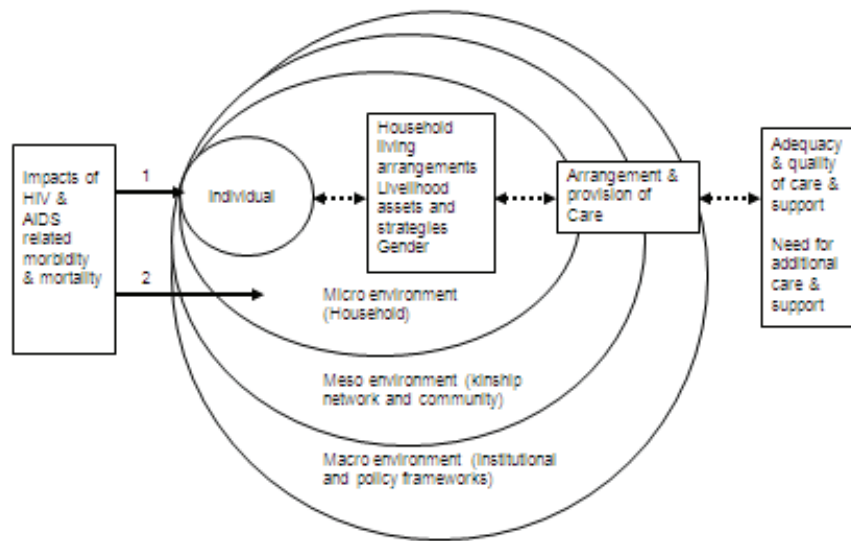 Impacts of
HIV &
AIDS
related
morbidity
& mortality
1
2
Individual
Household
living
arrangements
Livelihood
assets and
strategies
Gender
Arrangement &
provision of
Care
Adequacy
& quality
of care &
support
Need for
additional
care &
support
Micro environment
(Household)
Meso environment (kinship
network and community)
Macro environment (institutional
and policy frameworks)